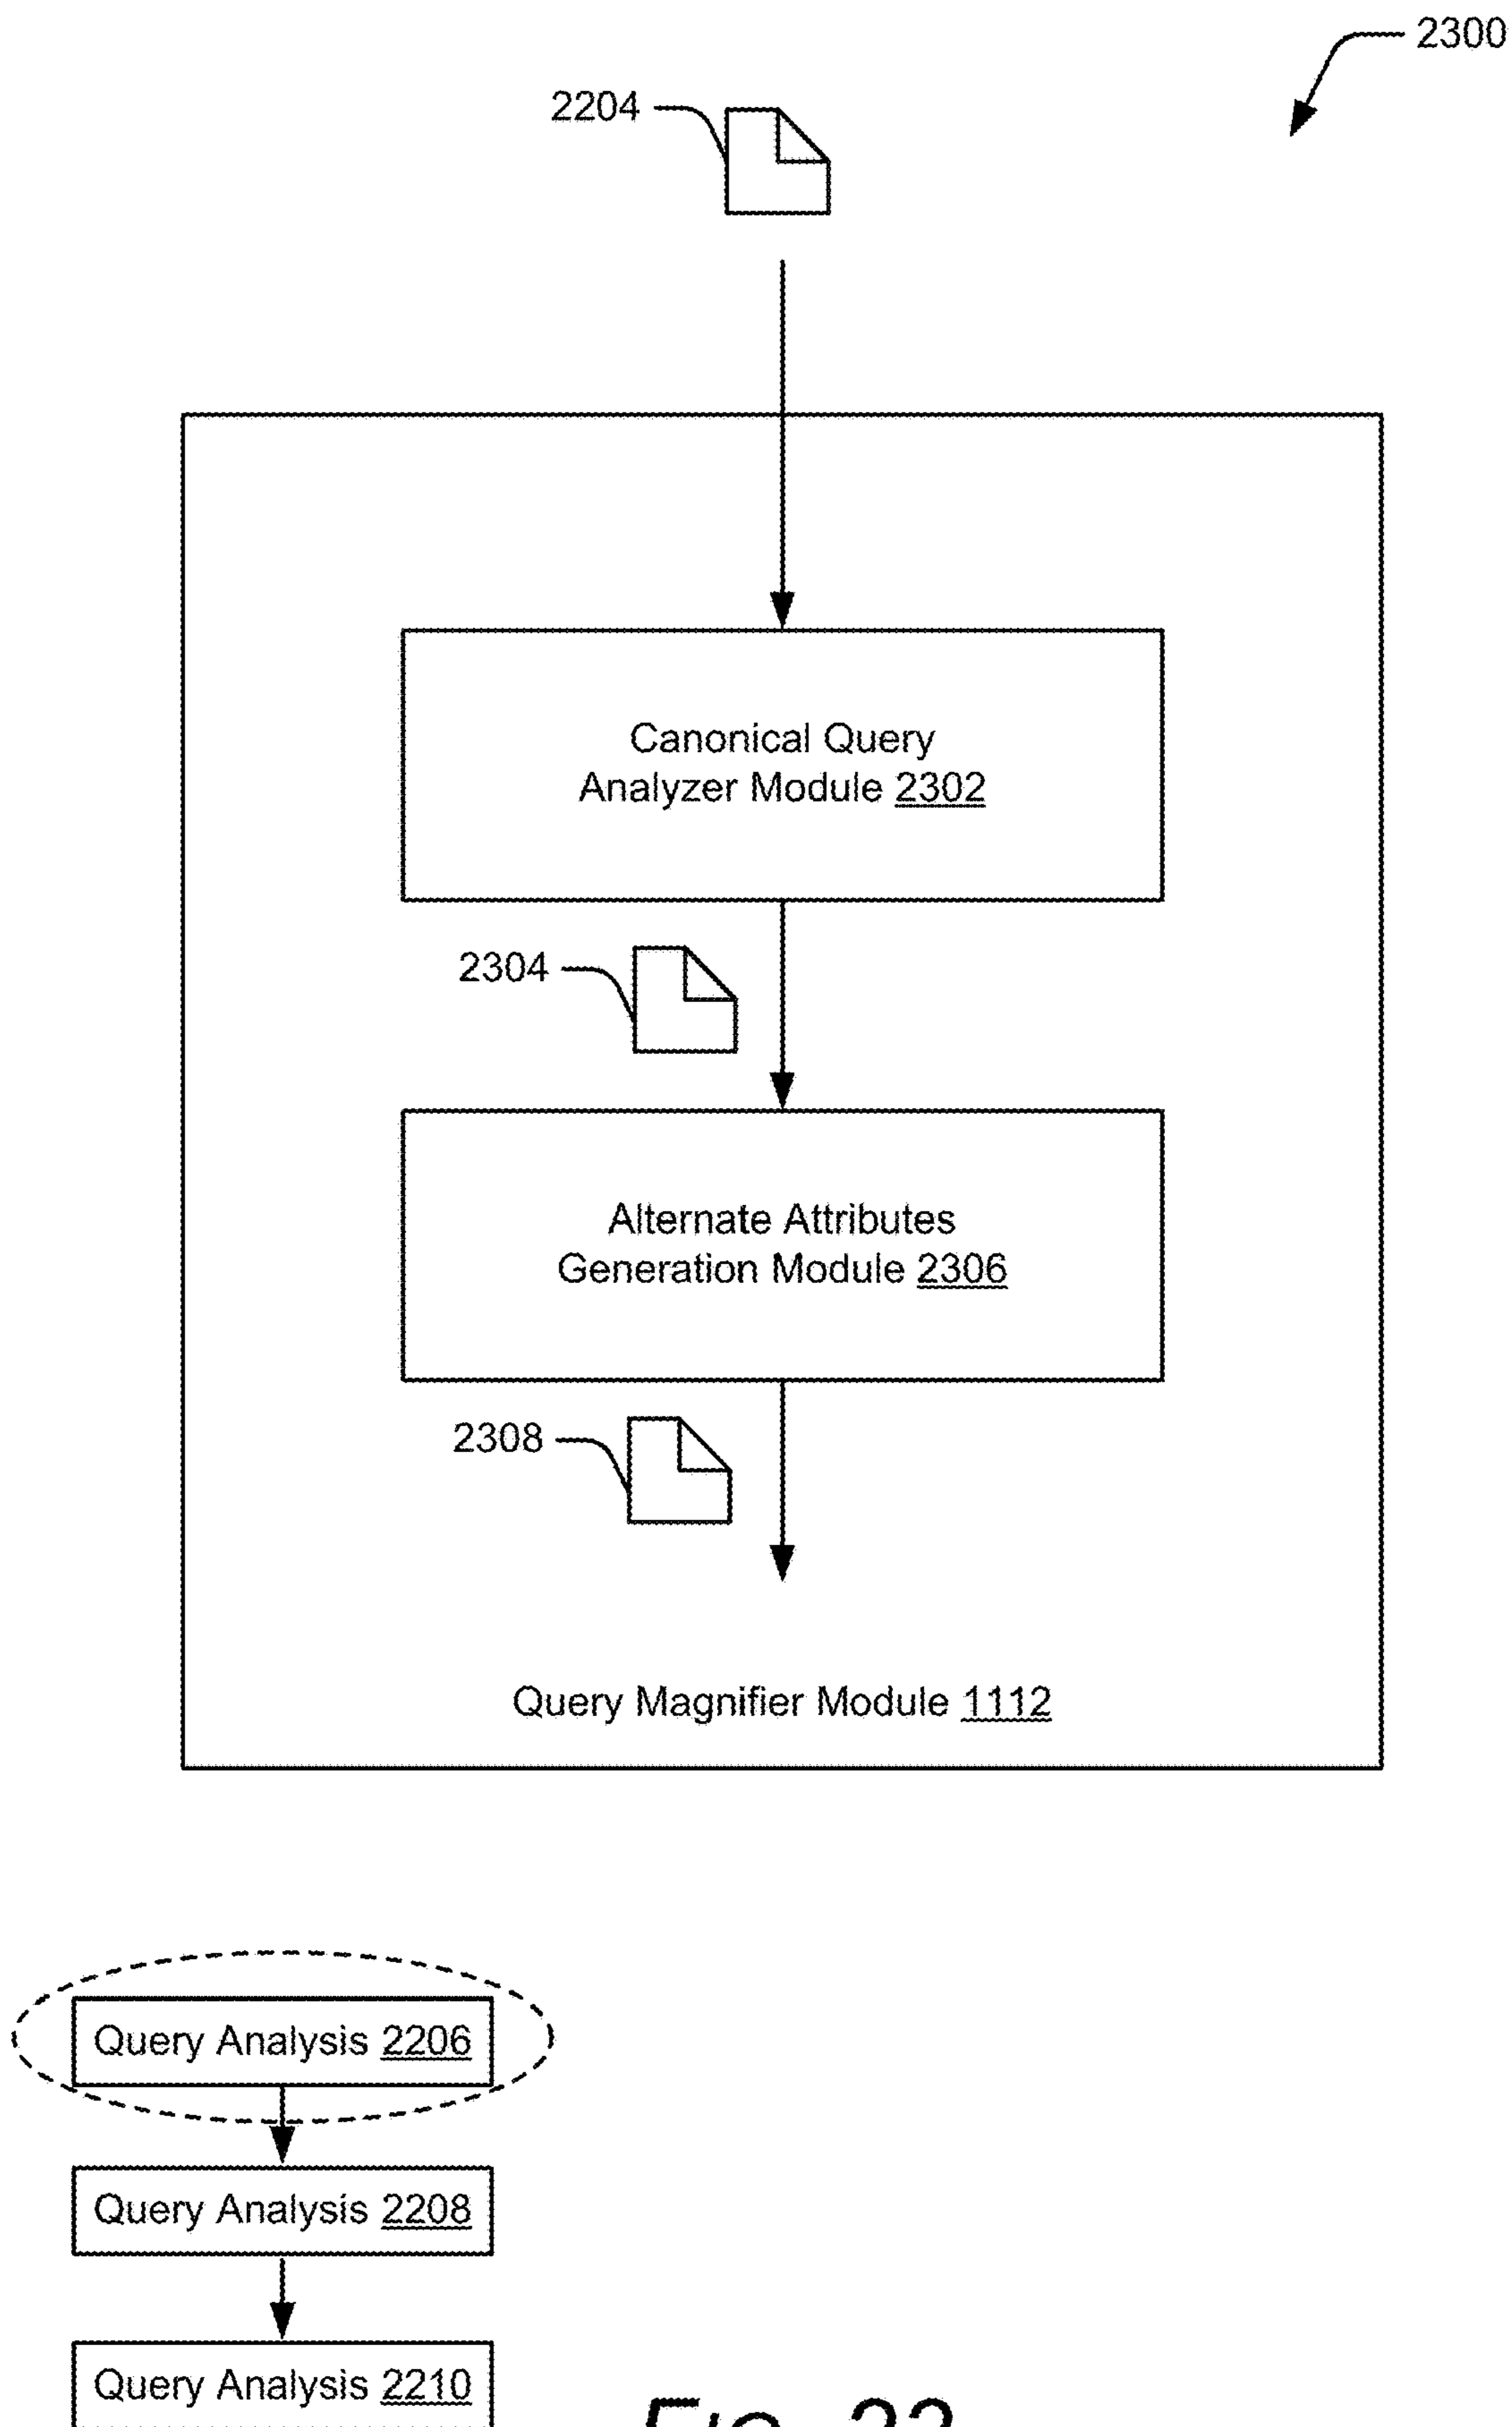 2300
2204
Canonical Query
Analyzer Module 2302
2304
Alternate Attributes
Generation Module 2306
2308
Query Magnifier Module 1112
Query Analysis 2206
Query Analysis 2208
Query Analysis 2210